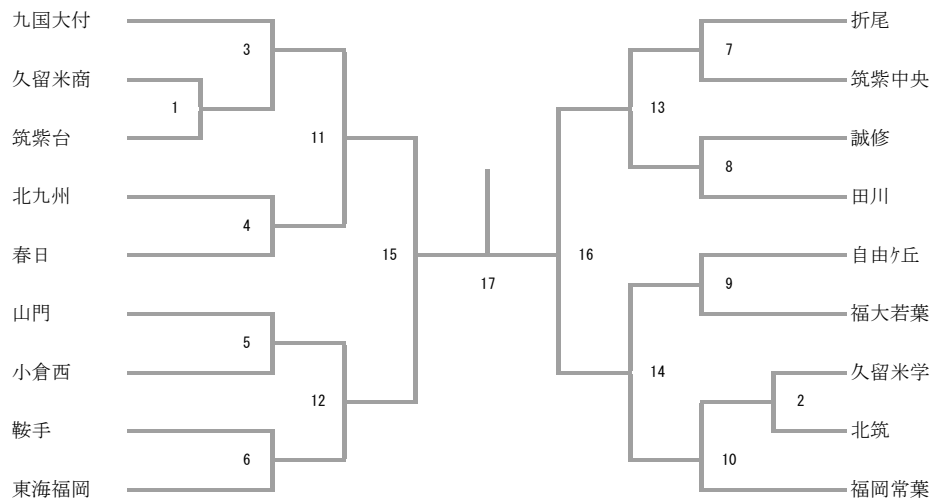 九国大付
久留米商
筑紫台
北九州
春日
山門
小倉西
鞍手
東海福岡
3
1
11
4
15
5
12
6
17
折尾
筑紫中央
誠修
田川
自由ケ丘
福大若葉
久留米学
北筑
福岡常葉
7
13
8
16
9
14
2
10